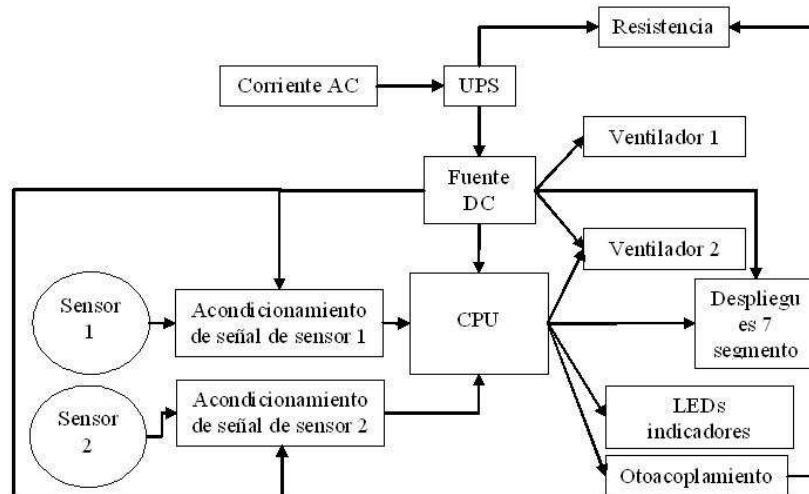 Resistencia
Corriente AC
UPS
Ventilador 1
Fuente
DC
Ventilador 2
Sensor
1
Acondicionamiento
de señal de sensor 1
CPU
Despliegu
es 7
segmento
Sensor
2
Acondicionamiento
de señal de sensor 2
LEDs
indicadores
Otoacoplamiento